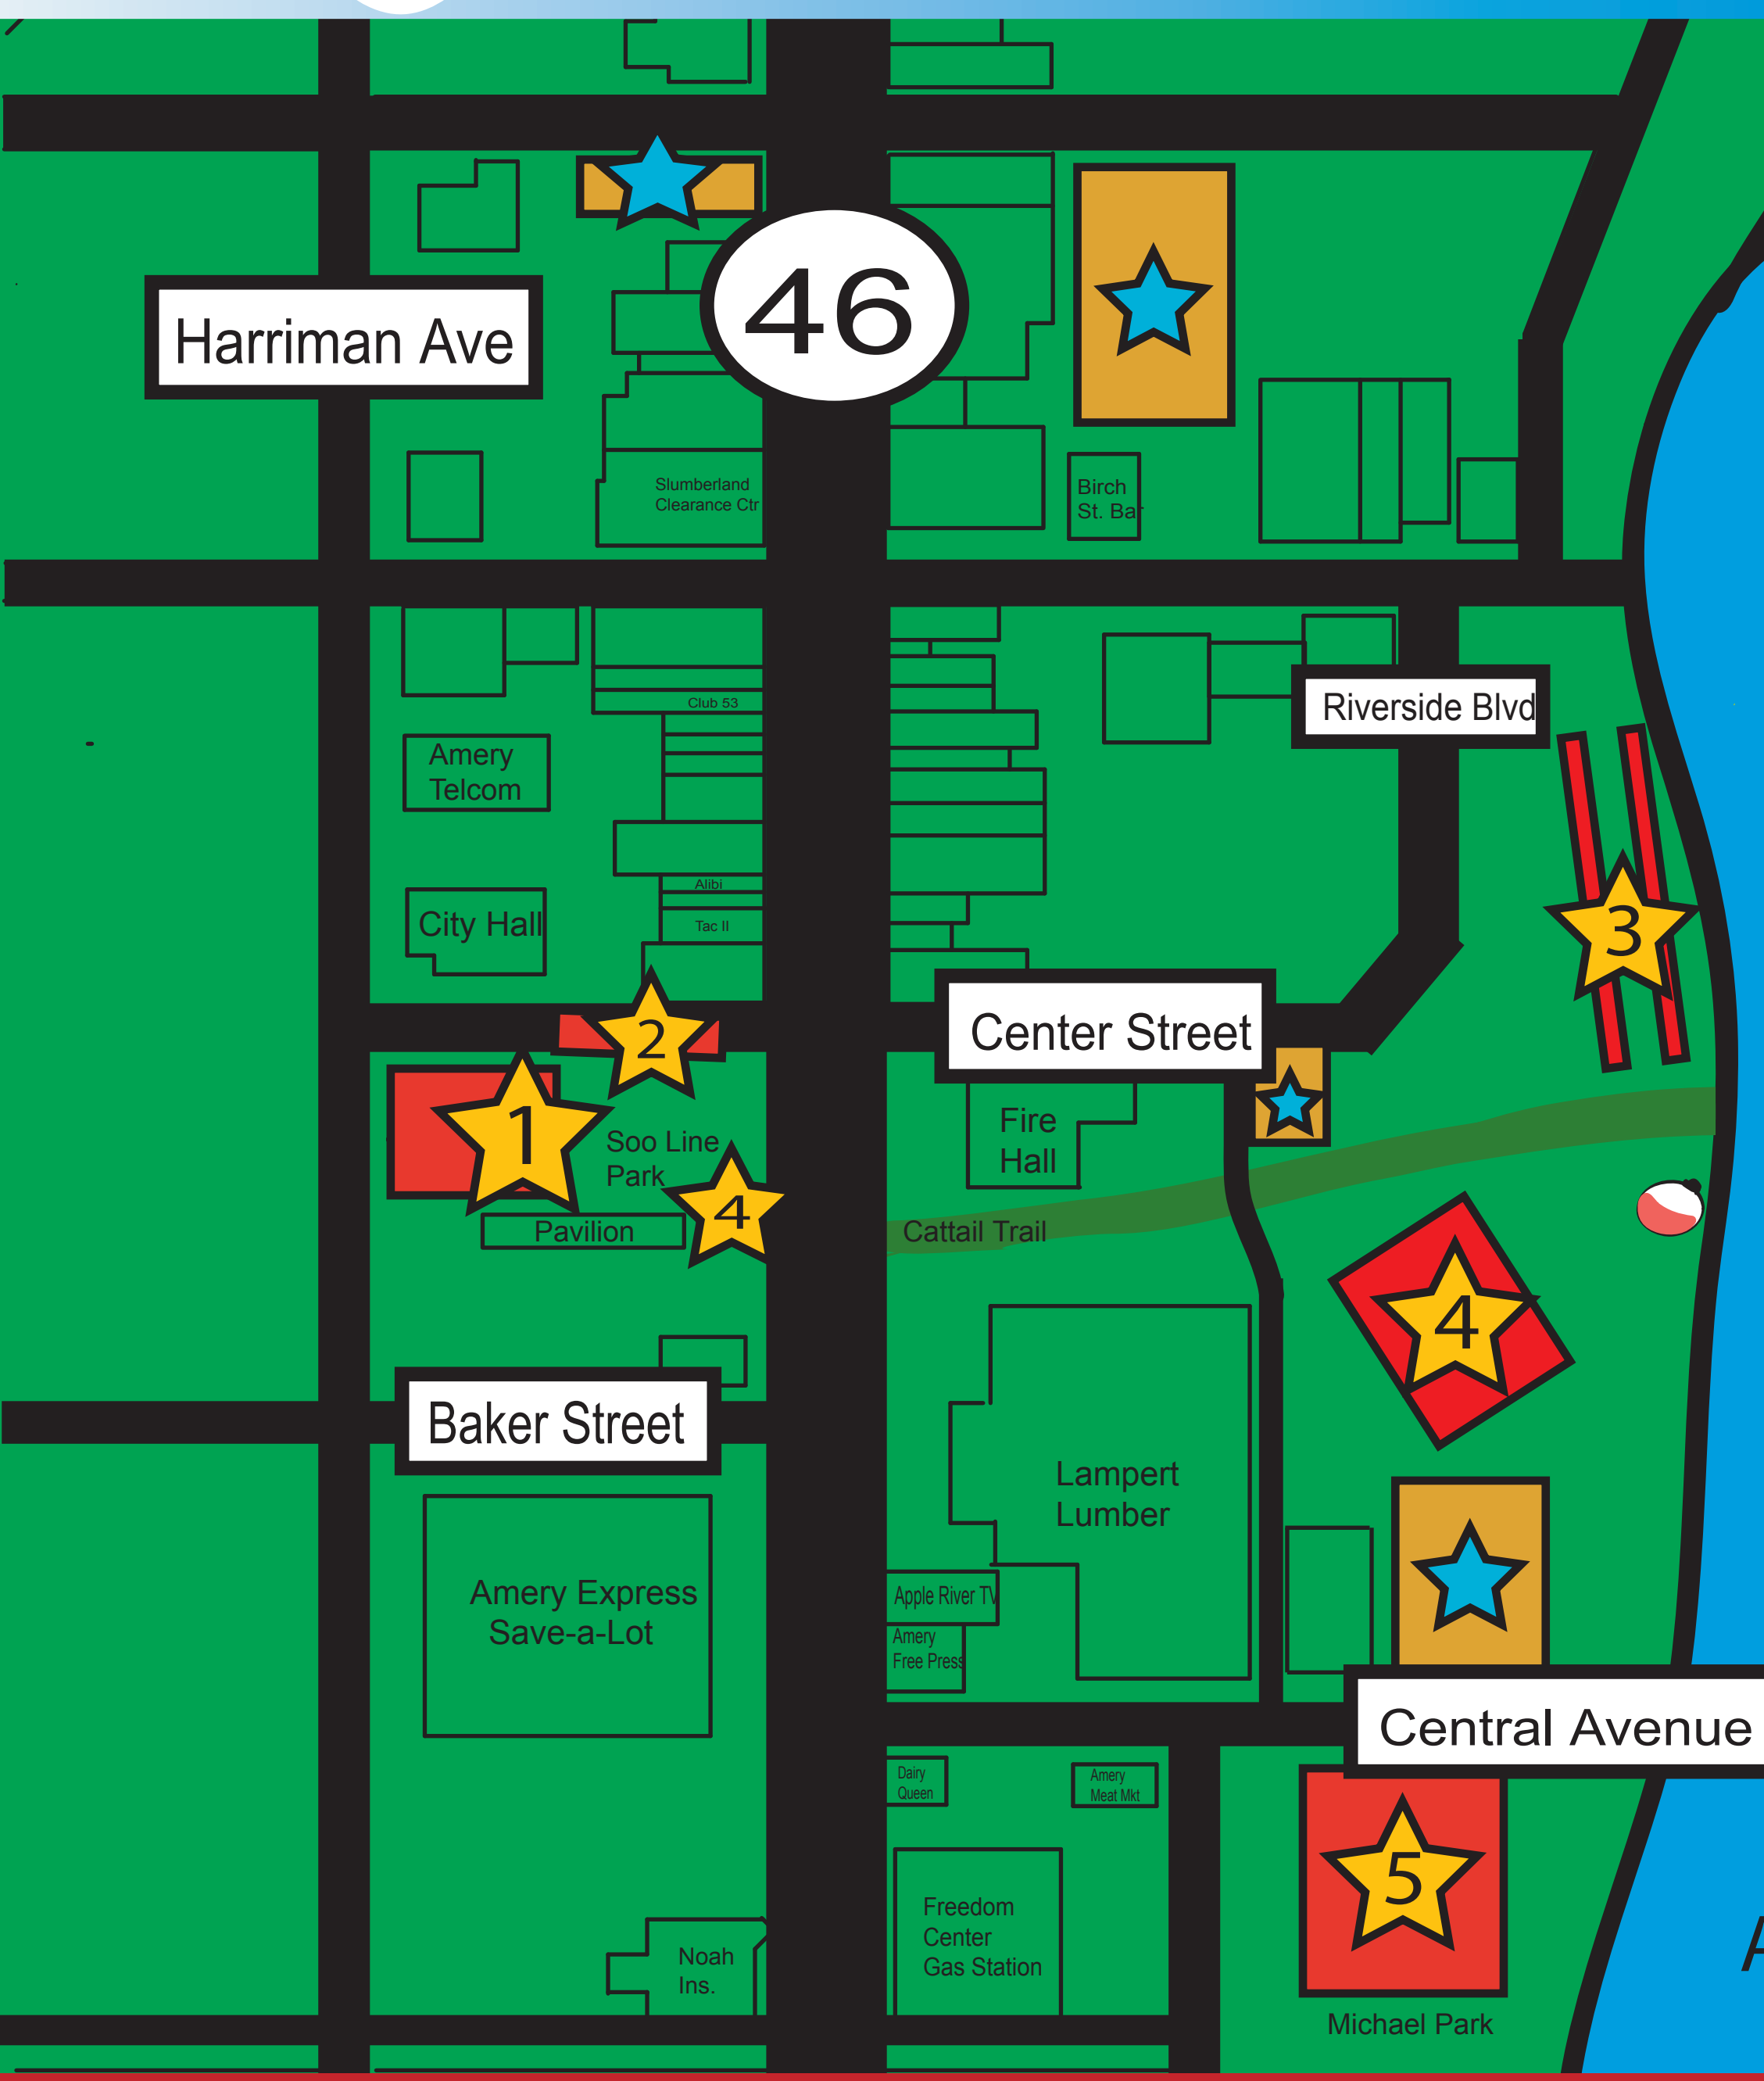 46
Harriman Ave
Slumberland
Clearance Ctr
Birch
St. Bar
Riverside Blvd
Club 53
Amery
Telcom
Alibi
City Hall
Tac II
3
2
Center Street
1
Soo Line
Park
Fire
Hall
4
Pavilion
Cattail Trail
4
Baker Street
Lampert
Lumber
Amery Express
Save-a-Lot
Apple River TV
Amery
Free Press
Central Avenue
Dairy
Queen
Amery
Meat Mkt
5
Freedom
Center
Gas Station
Noah
Ins.
Michael Park